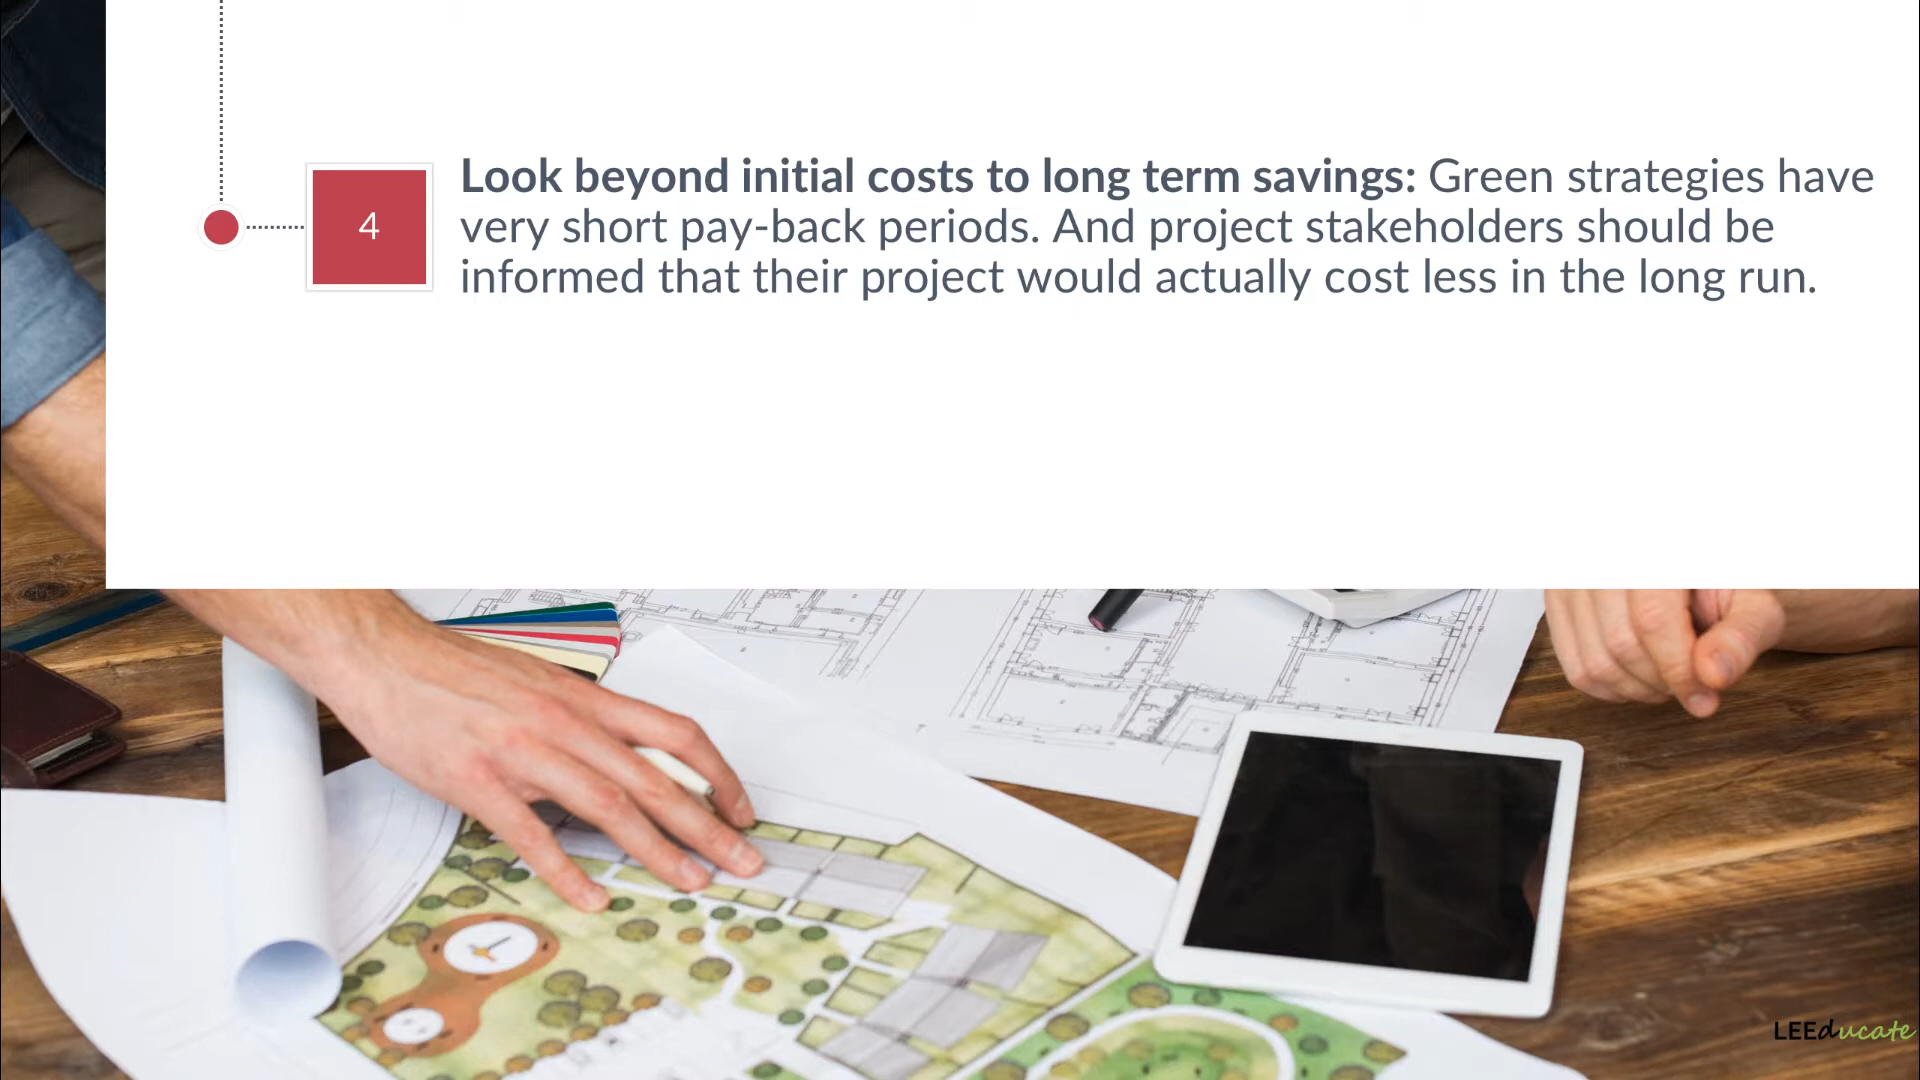 4
Look beyond initial costs to long term savings: Green strategies have
very short pay-back periods. And project stakeholders should be
informed that their project would actually cost less in the long run.
LEEducate